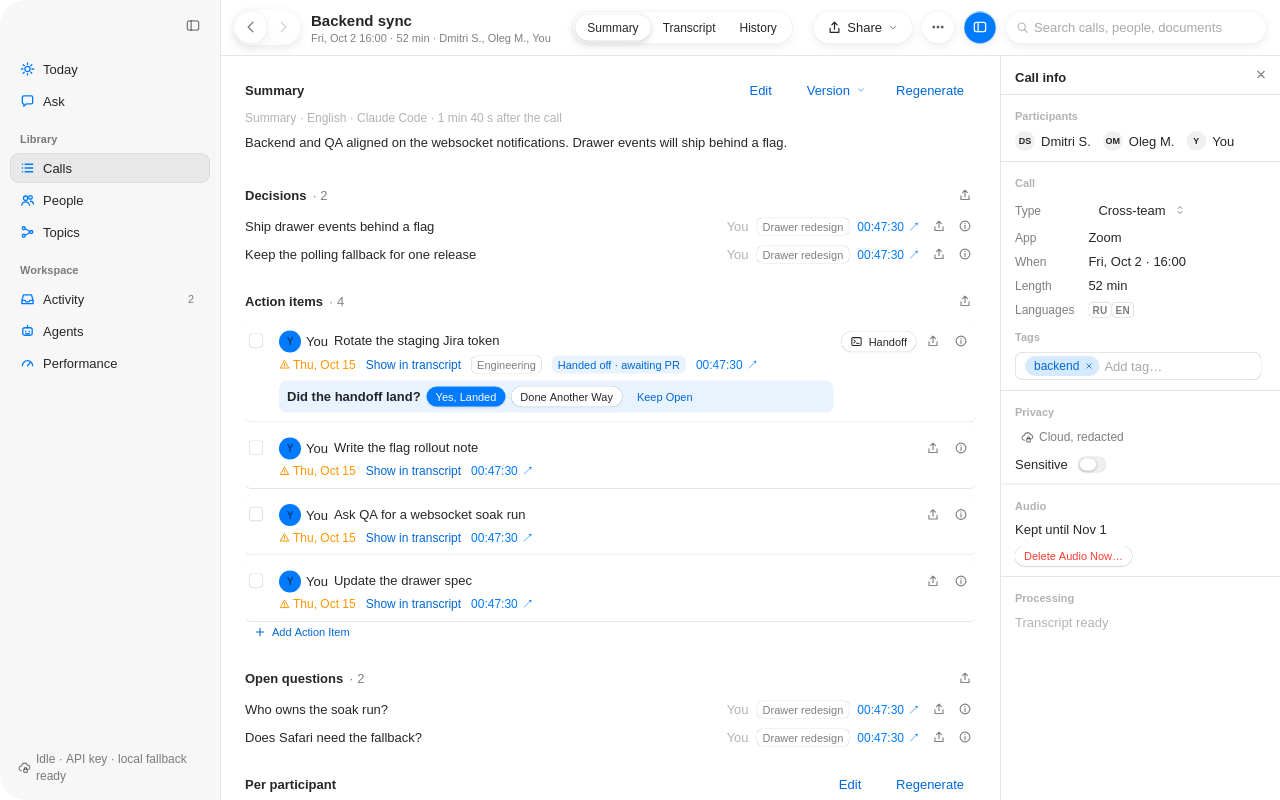 Today
Ask
Library
Calls
People
Topics
Workspace
Activity 2
Agents
Performance
Idle · API key · local fallback
ready
Backend sync
Fri, Oct 2 16:00 · 52 min · Dmitri S., Oleg M., You
Summary Transcript History
Share
Search calls, people, documents
Summary Edit Version Regenerate
Summary · English · Claude Code · 1 min 40 s after the call
Backend and QA aligned on the websocket notifications. Drawer events will ship behind a flag.
Decisions · 2
Ship drawer events behind a flag You Drawer redesign 00:47:30
Keep the polling fallback for one release You Drawer redesign 00:47:30
Action items · 4
Y You Rotate the staging Jira token Handoff
Thu, Oct 15 Show in transcript Engineering Handed off · awaiting PR 00:47:30
Did the handoff land? Yes, Landed Done Another Way Keep Open
Y You Write the flag rollout note
Thu, Oct 15 Show in transcript 00:47:30
Y You Ask QA for a websocket soak run
Thu, Oct 15 Show in transcript 00:47:30
Y You Update the drawer spec
Thu, Oct 15 Show in transcript 00:47:30
Add Action Item
Open questions · 2
Who owns the soak run? You Drawer redesign 00:47:30
Does Safari need the fallback? You Drawer redesign 00:47:30
Per participant Edit Regenerate
Call info
Participants
DS Dmitri S. OM Oleg M. Y You
Call
Type Cross-team
App Zoom
When Fri, Oct 2 · 16:00
Length 52 min
Languages RU EN
Tags
backend Add tag…
Privacy
Cloud, redacted
Sensitive
Audio
Kept until Nov 1
Delete Audio Now…
Processing
Transcript ready